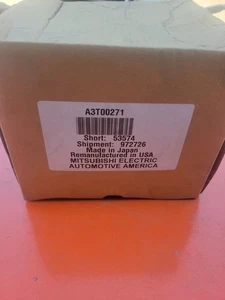 A3T00271
Short: 53574
Shipment: 972726
Made in Japan
Remanufactured in USA
MITSUBISHI ELECTRIC
AUTOMOTIVE AMERICA